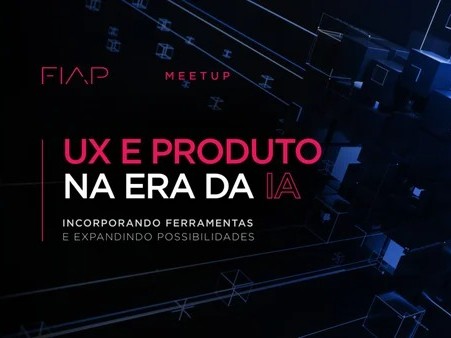 FIAP MEETUP
UX E PRODUTO
NA ERA DA IA
INCORPORANDO FERRAMENTAS
E EXPANDINDO POSSIBILIDADES